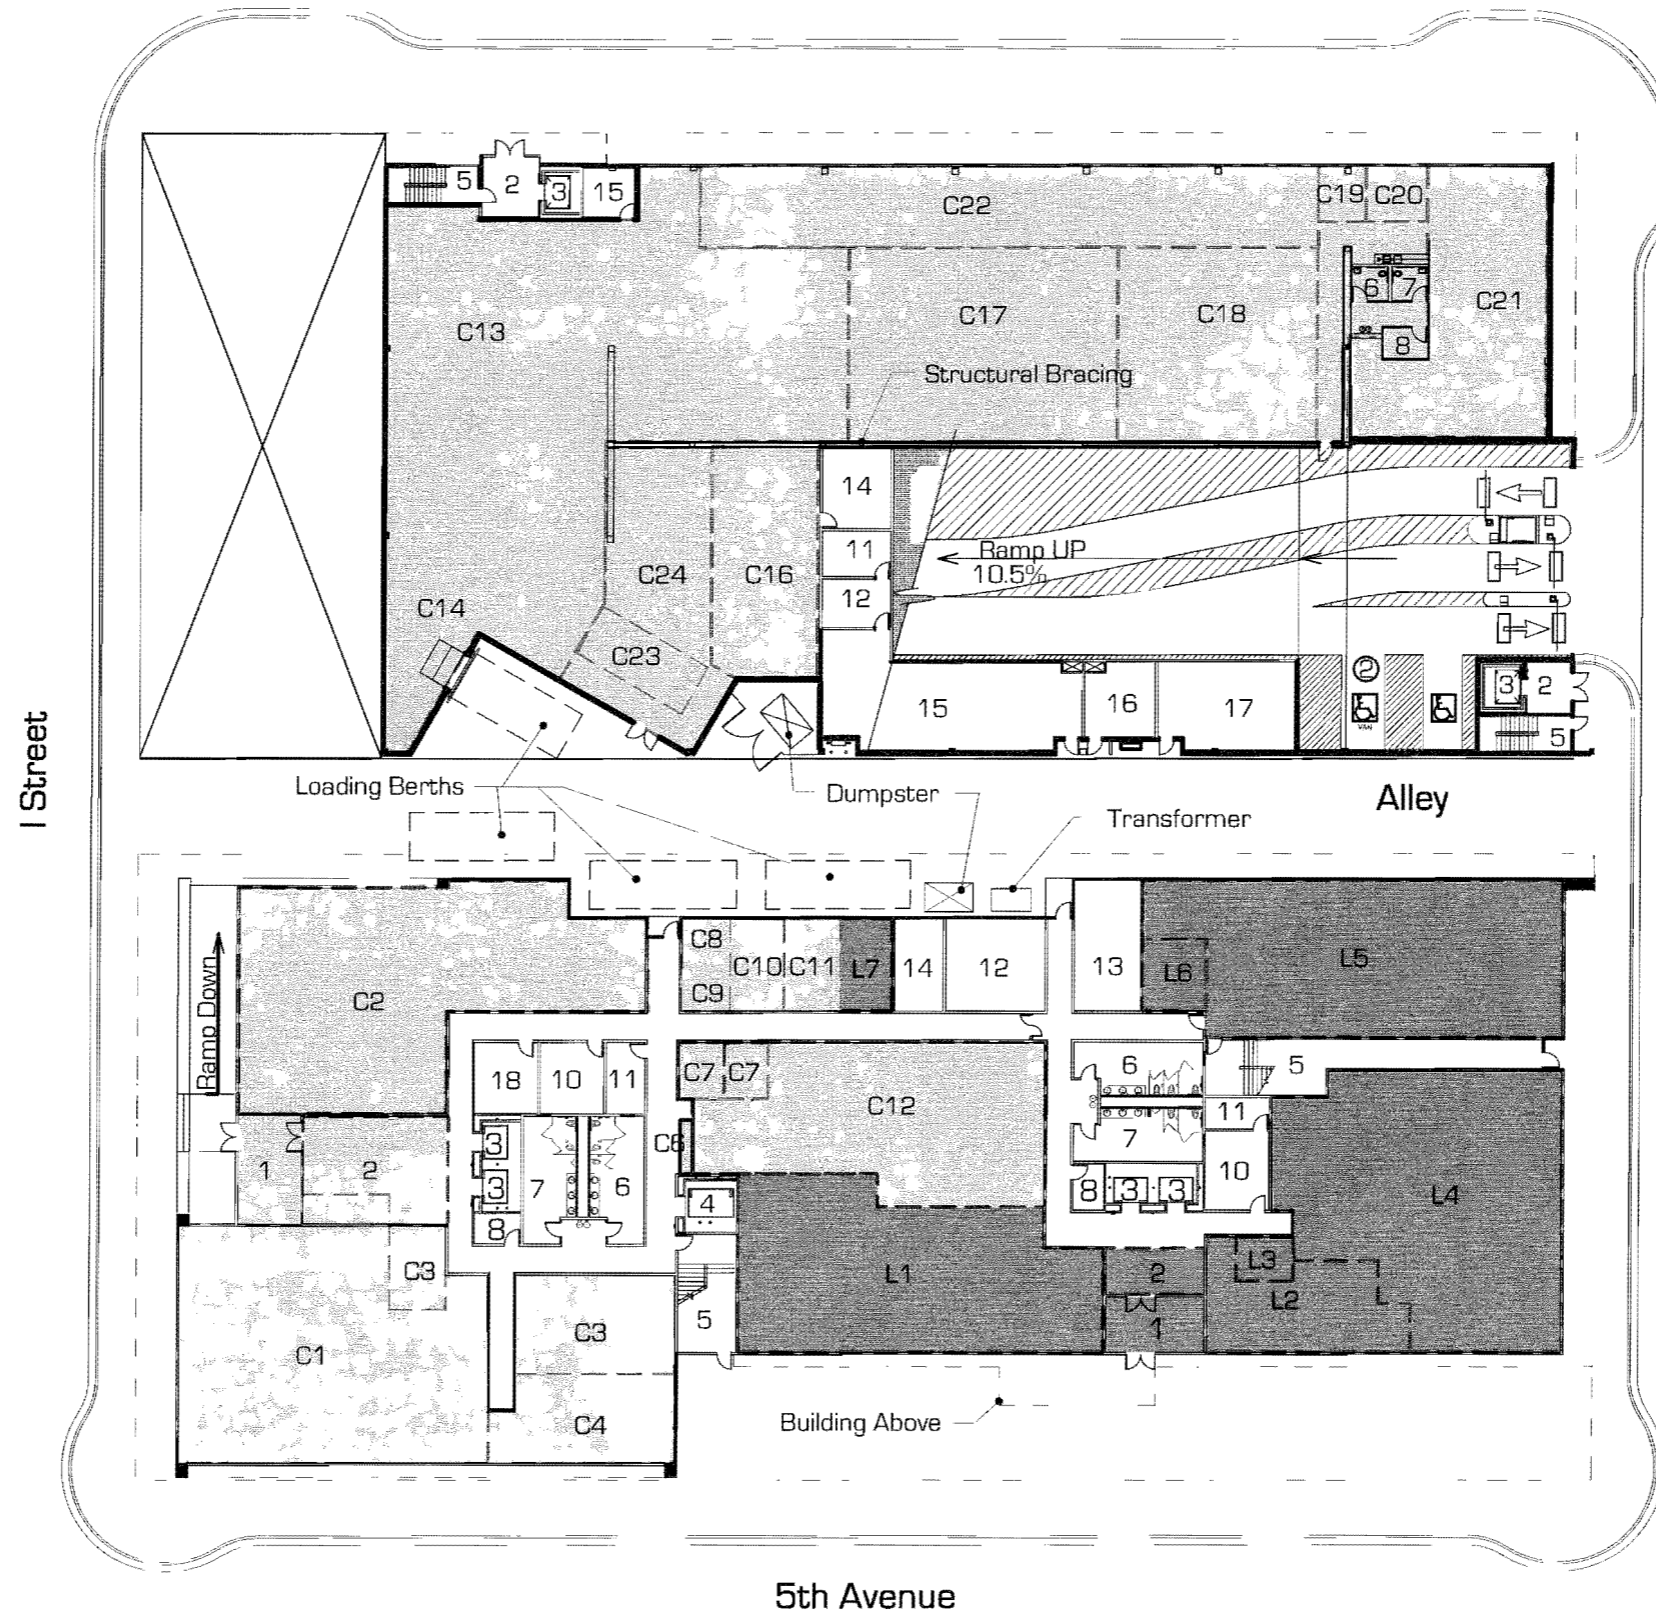 5 2 3 15
C22
C19 C20
6 7
C13
C17
C18
C21
8
Structural Bracing
14
11
Ramp UP
10.5%
C24
C16
12
C14
C23
2
VAN
3 2
15
16
17
5
I Street
Loading Berths
Dumpster
Alley
Transformer
Ramp Down
C2
C8
C9
C10
C11
L7
14
12
13
L6
L5
18
10
11
C7
C7
C12
6
5
11
1
2
3
3
7
6
C6
7
10
8
4
8
3
3
L4
C3
L1
2
L3
L2
L
C1
C3
5
1
C4
Building Above
5th Avenue